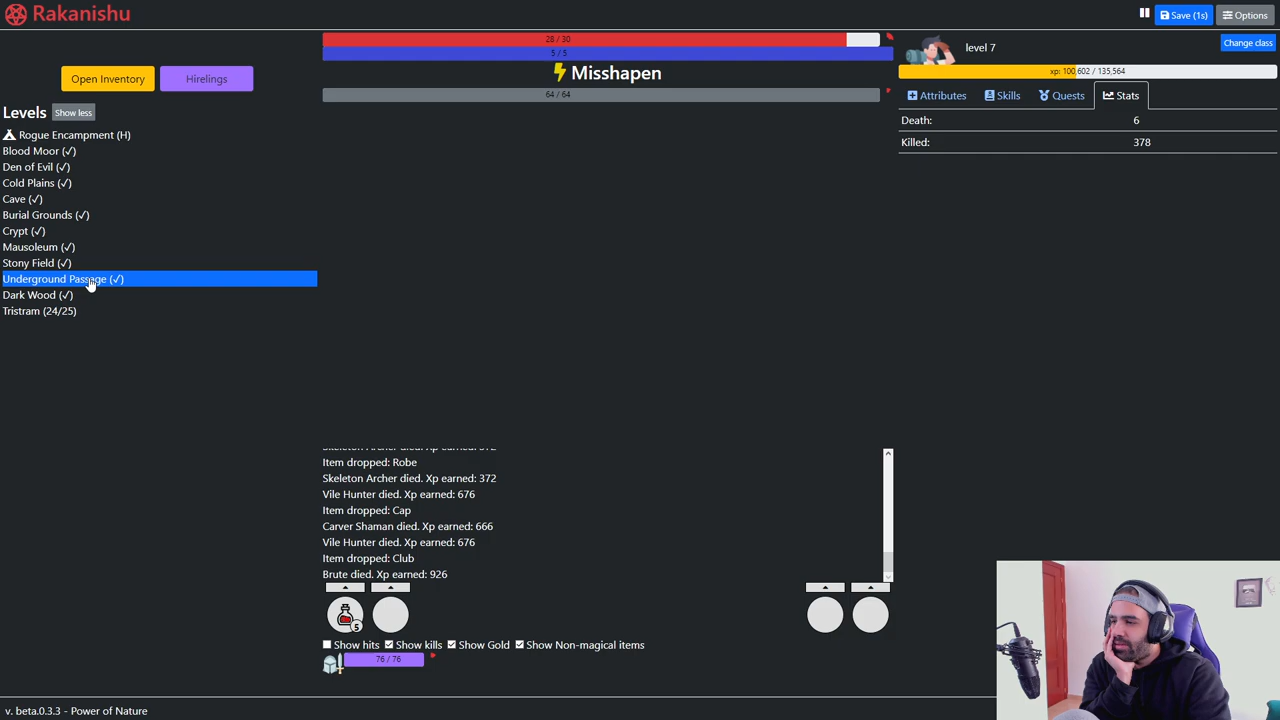 Rakanishu
Save (1s)
Options
Open Inventory
Hirelings
Levels
Show less
Rogue Encampment (H)
Blood Moor (✓)
Den of Evil (✓)
Cold Plains (✓)
Cave (✓)
Burial Grounds (✓)
Crypt (✓)
Mausoleum (✓)
Stony Field (✓)
Underground Passage (✓)
Dark Wood (✓)
Tristram (24/25)
28 / 30
5 / 5
Misshapen
64 / 64
Item dropped: Robe
Skeleton Archer died. Xp earned: 372
Vile Hunter died. Xp earned: 676
Item dropped: Cap
Carver Shaman died. Xp earned: 666
Vile Hunter died. Xp earned: 676
Item dropped: Club
Brute died. Xp earned: 926
5
Show hits Show kills Show Gold Show Non-magical items
76 / 76
level 7
Change class
xp: 100,602 / 135,564
Attributes Skills Quests Stats
Death: 6
Killed: 378
v. beta.0.3.3 - Power of Nature